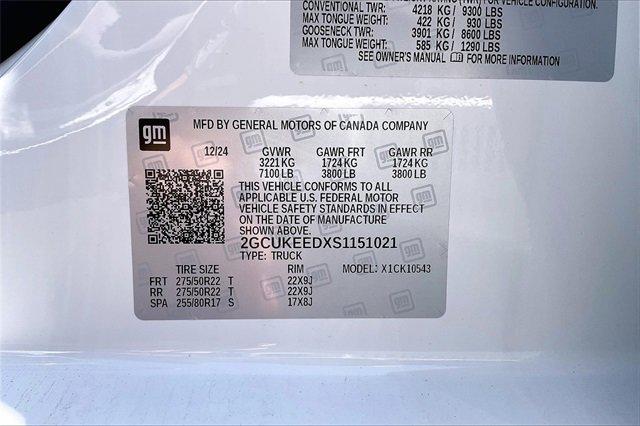 VEHICLE CONFIGURATION.
CONVENTIONAL TWR: 4218 KG / 9300 LBS
MAX TONGUE WEIGHT: 422 KG / 930 LBS
GOOSENECK TWR: 3901 KG / 8600 LBS
MAX TONGUE WEIGHT: 585 KG / 1290 LBS
SEE OWNER'S MANUAL FOR MORE INFORMATION
gm
MFD BY GENERAL MOTORS OF CANADA COMPANY
12/24 GVWR GAWR FRT GAWR RR
3221 KG 1724 KG 1724 KG
7100 LB 3800 LB 3800 LB
THIS VEHICLE CONFORMS TO ALL
APPLICABLE U.S. FEDERAL MOTOR
VEHICLE SAFETY STANDARDS IN EFFECT
ON THE DATE OF MANUFACTURE
SHOWN ABOVE.
2GCUKEEDXS1151021
TYPE: TRUCK
TIRE SIZE RIM MODEL: X1CK10543
FRT 275/50R22 T 22X9J
RR 275/50R22 T 22X9J
SPA 255/80R17 S 17X8J